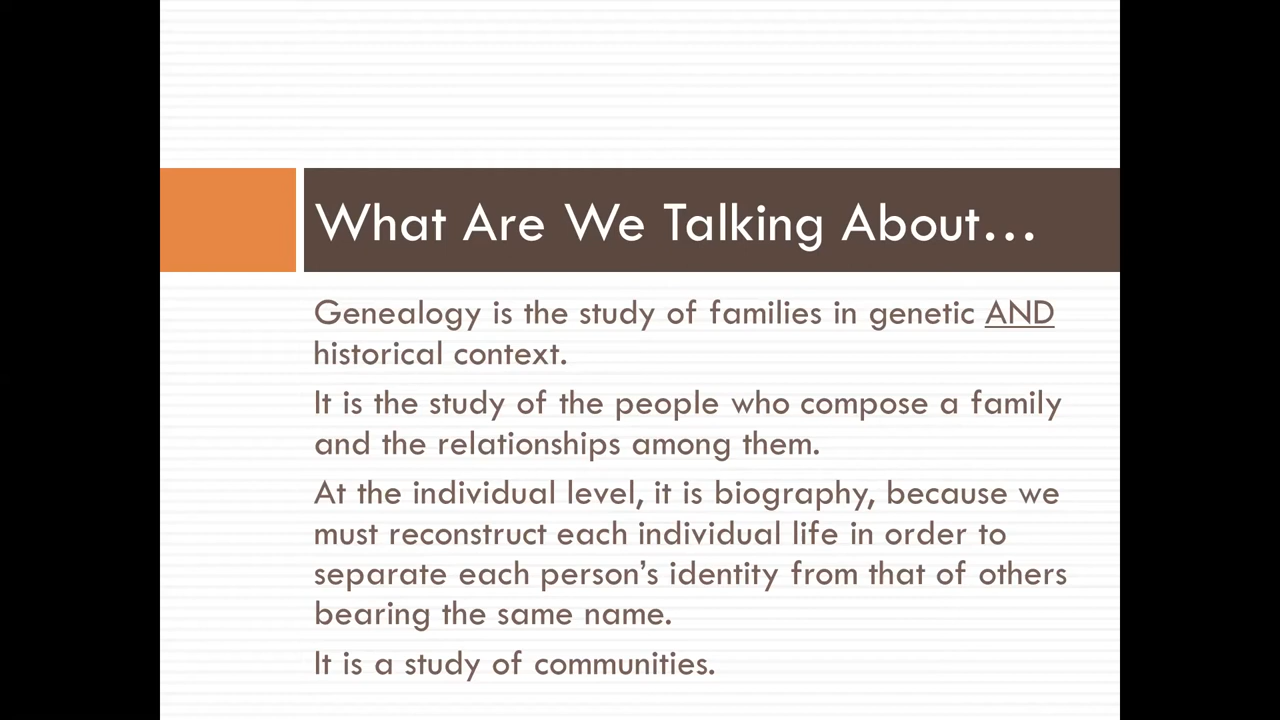 What Are We Talking About…
Genealogy is the study of families in genetic AND
historical context.
It is the study of the people who compose a family
and the relationships among them.
At the individual level, it is biography, because we
must reconstruct each individual life in order to
separate each person’s identity from that of others
bearing the same name.
It is a study of communities.